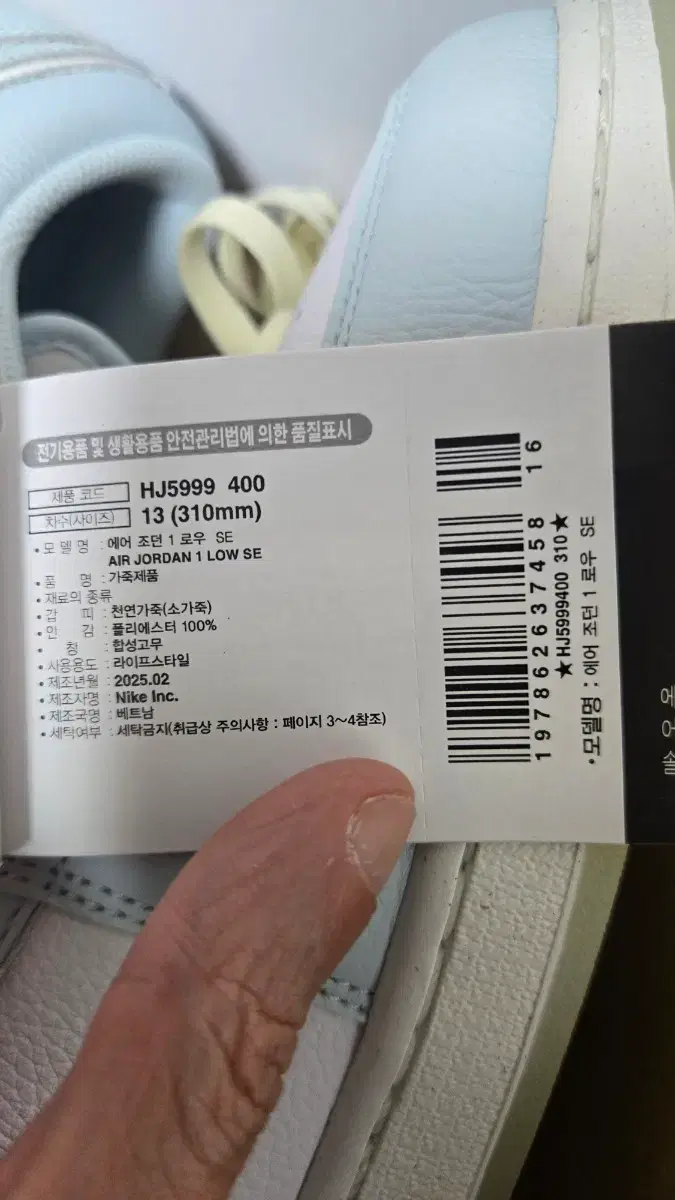 전기용품 및 생활용품 안전관리법에 의한 품질표시
제품 코드 HJ5999 400
치수(사이즈) 13 (310mm)
• 모 델 명 : 에어 조던 1 로우 SE
AIR JORDAN 1 LOW SE
• 품 명 : 가죽제품
• 재료의 종류
• 갑 피 : 천연가죽(소가죽)
• 안 감 : 폴리에스터 100%
• 창 : 합성고무
• 사용용도 : 라이프스타일
• 제조년월 : 2025.02
• 제조자명 : Nike Inc.
• 제조국명 : 베트남
• 세탁여부 : 세탁금지(취급상 주의사항 : 페이지 3~4참조)
16
197862637458
★HJ5999400 310★
•모델명 : 에어 조던 1 로우 SE
에
어
솔